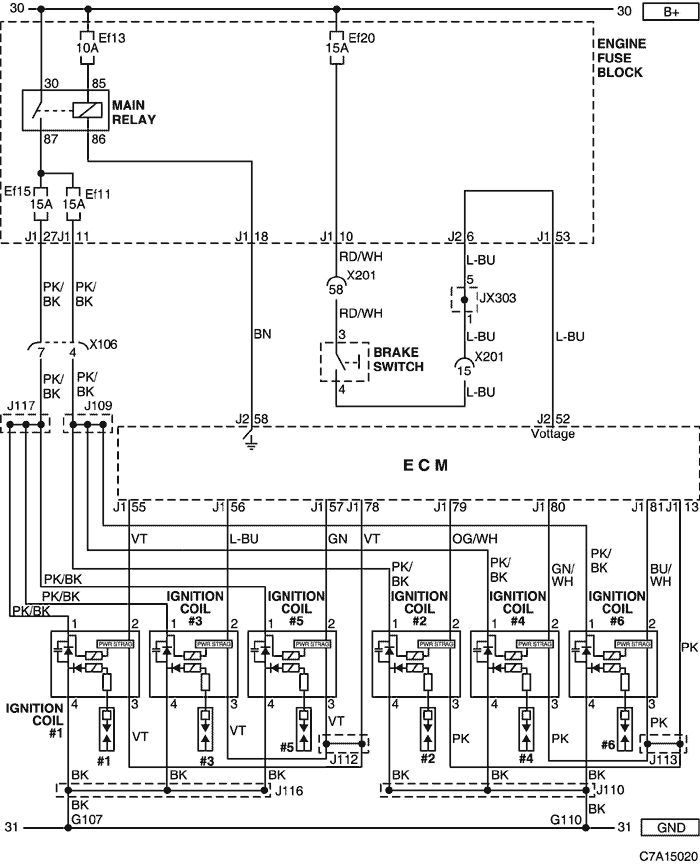 30 30 B+
Ef13 10A
Ef20 15A
ENGINE
FUSE
BLOCK
30 85
MAIN
RELAY
87 86
Ef15 15A
Ef11 15A
J1 27 J1 11 J1 18 J1 10 J2 6 J1 53
PK/
BK
PK/
BK
RD/WH
L-BU
X201
58
5
JX303
1
RD/WH
BN
L-BU
L-BU
X106
7 4
3
BRAKE
SWITCH
4
X201
15
L-BU
PK/
BK
PK/
BK
J117 J109
J2 58 J2 52
Vottage
ECM
J1 55 J1 56 J1 57 J1 78 J1 79 J1 80 J1 81 J1 13
VT L-BU GN VT OG/WH
PK/
BK
GN/
WH
PK/
BK
BU/
WH
PK/BK
PK/BK
PK/BK
IGNITION
COIL
#3
IGNITION
COIL
#5
IGNITION
COIL
#2
IGNITION
COIL
#4
IGNITION
COIL
#6
1 2 1 2 1 2 1 2 1 2 1 2
PWR STRAG PWR STRAG PWR STRAG PWR STRAG PWR STRAG PWR STRAG
PK
4 3 4 3 4 3 4 3 4 3 4 3
IGNITION
COIL
#1
VT VT VT PK PK PK
#1 #3 #5 #2 #4 #6
J112 J113
BK BK BK BK BK BK
J116 J110
BK BK
31 G107 G110 31 GND
C7A15020